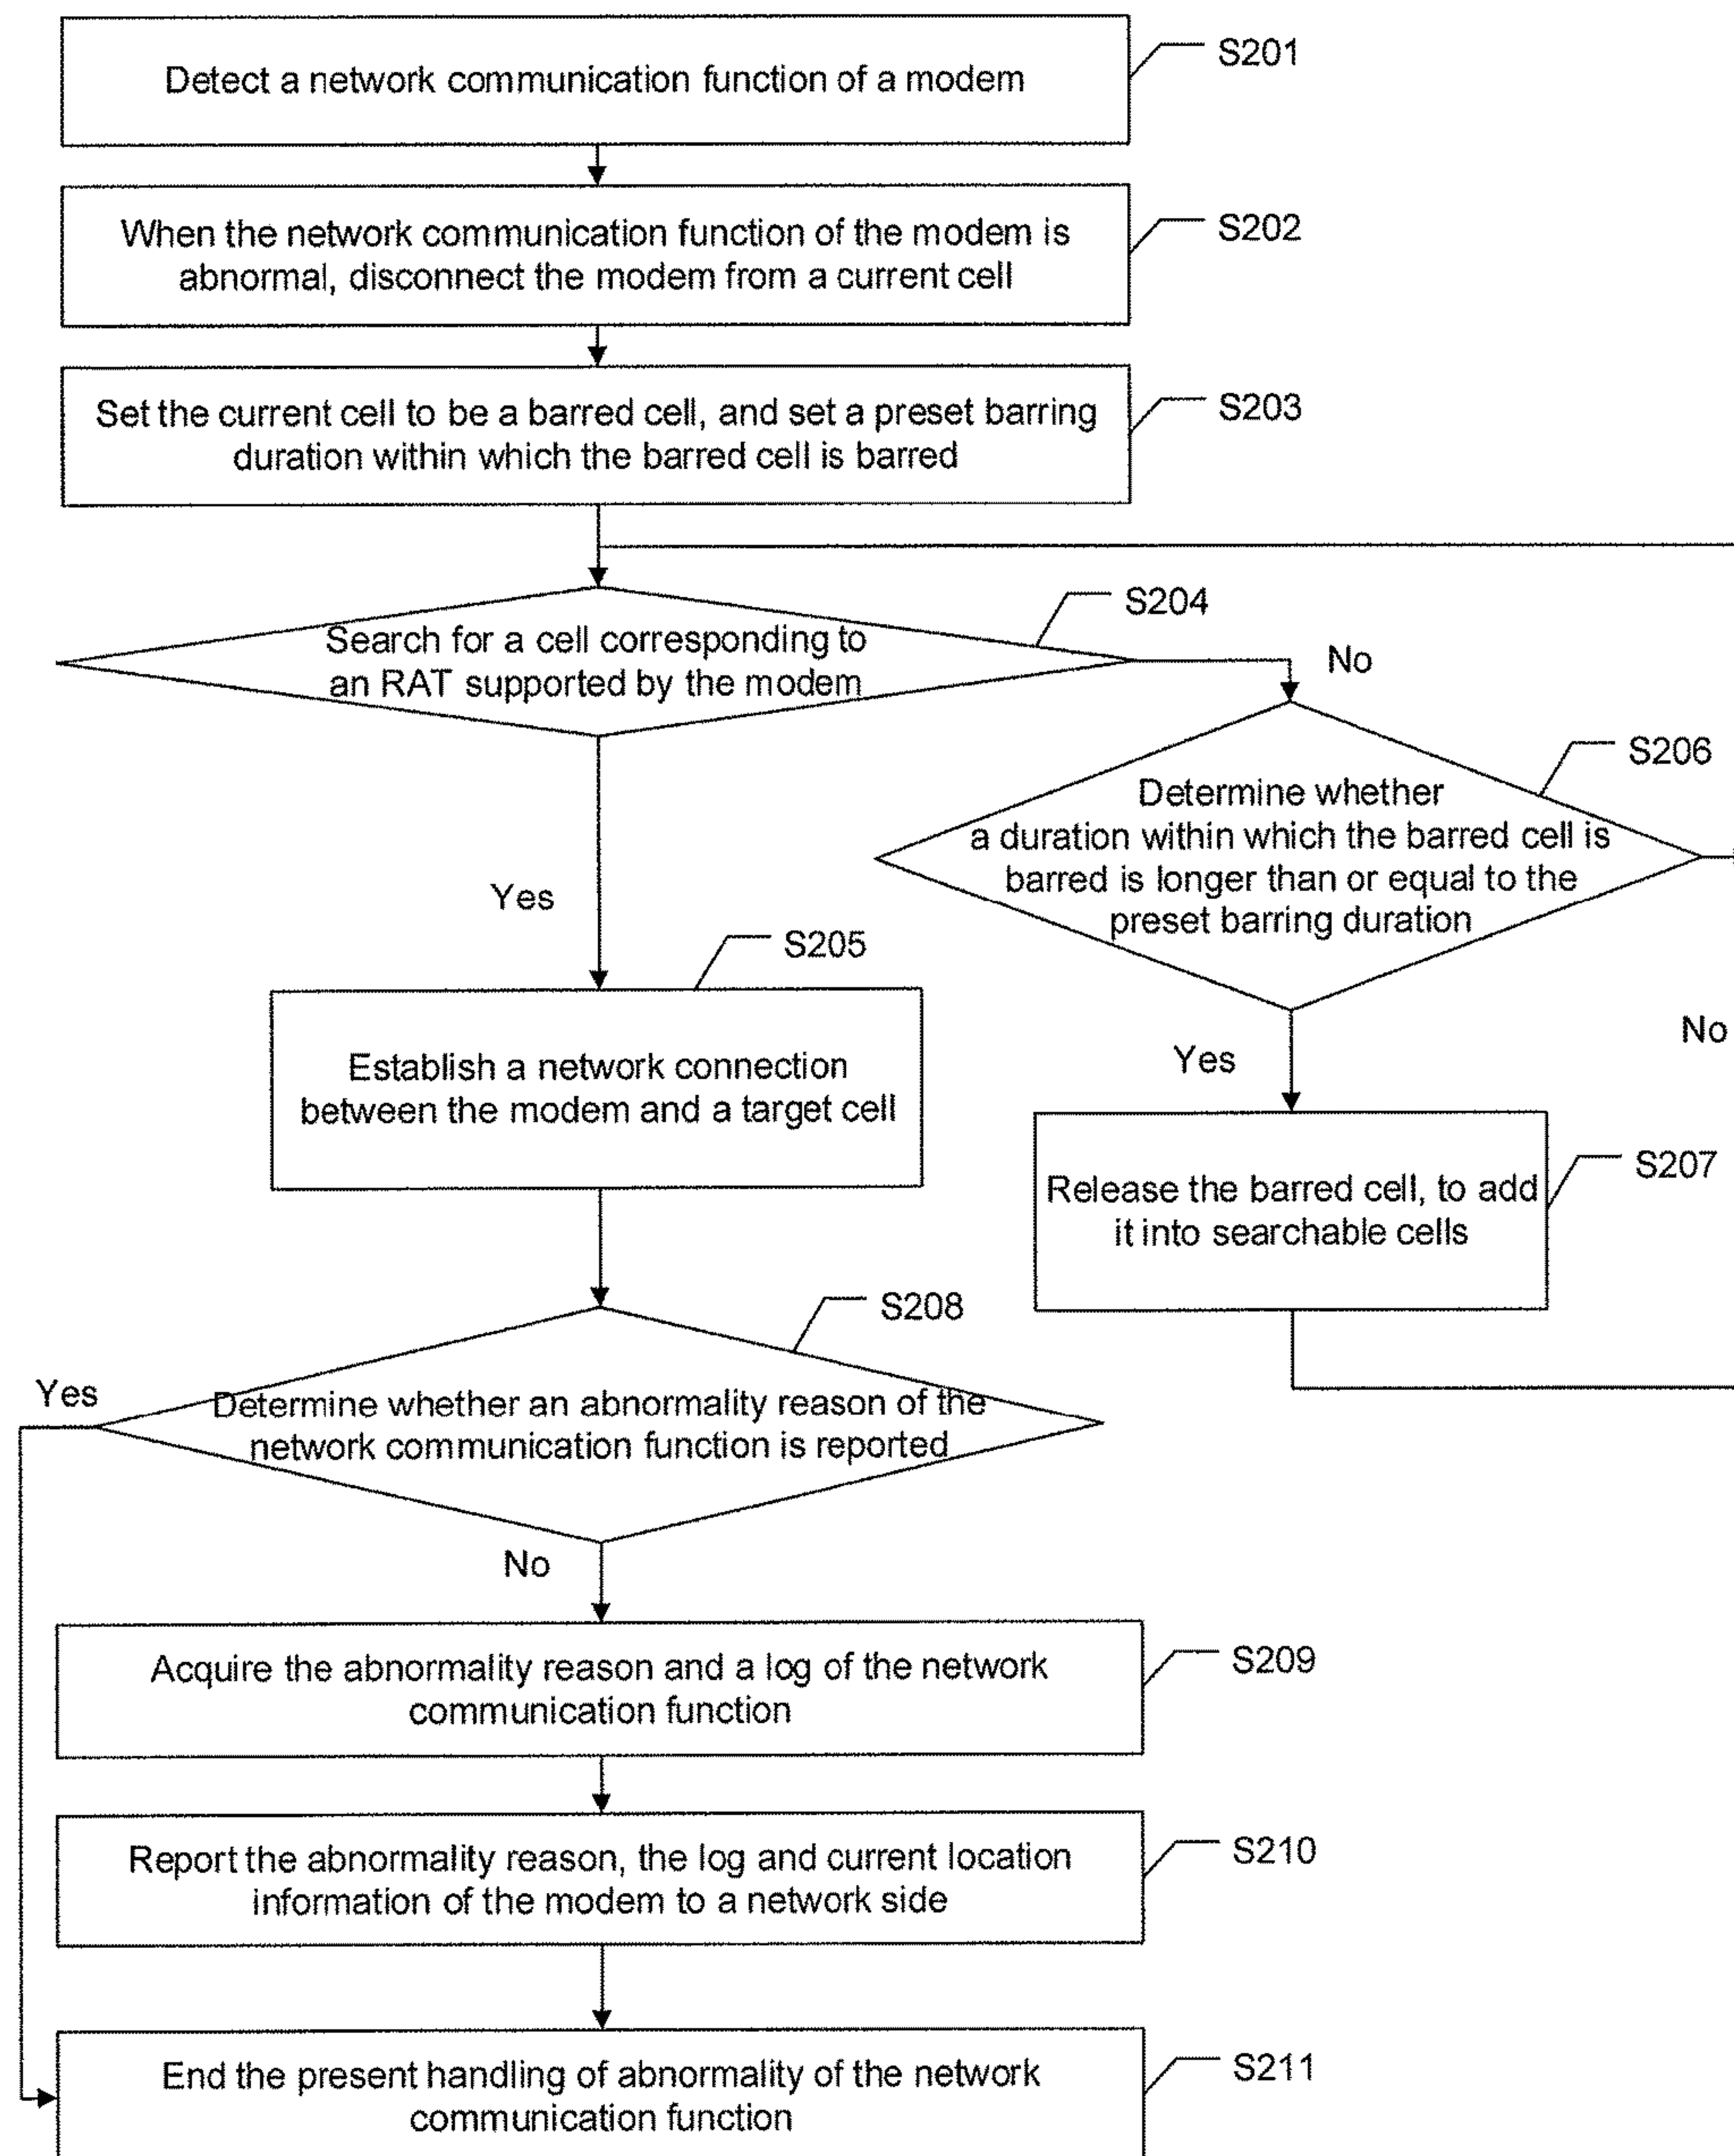 Detect a network communication function of a modem
S201
When the network communication function of the modem is
abnormal, disconnect the modem from a current cell
S202
Set the current cell to be a barred cell, and set a preset barring
duration within which the barred cell is barred
S203
Search for a cell corresponding to
an RAT supported by the modem
S204
No
Yes
Determine whether
a duration within which the barred cell is
barred is longer than or equal to the
preset barring duration
S206
No
Yes
Establish a network connection
between the modem and a target cell
S205
Release the barred cell, to add
it into searchable cells
S207
Determine whether an abnormality reason of the
network communication function is reported
S208
Yes
No
Acquire the abnormality reason and a log of the network
communication function
S209
Report the abnormality reason, the log and current location
information of the modem to a network side
S210
End the present handling of abnormality of the network
communication function
S211